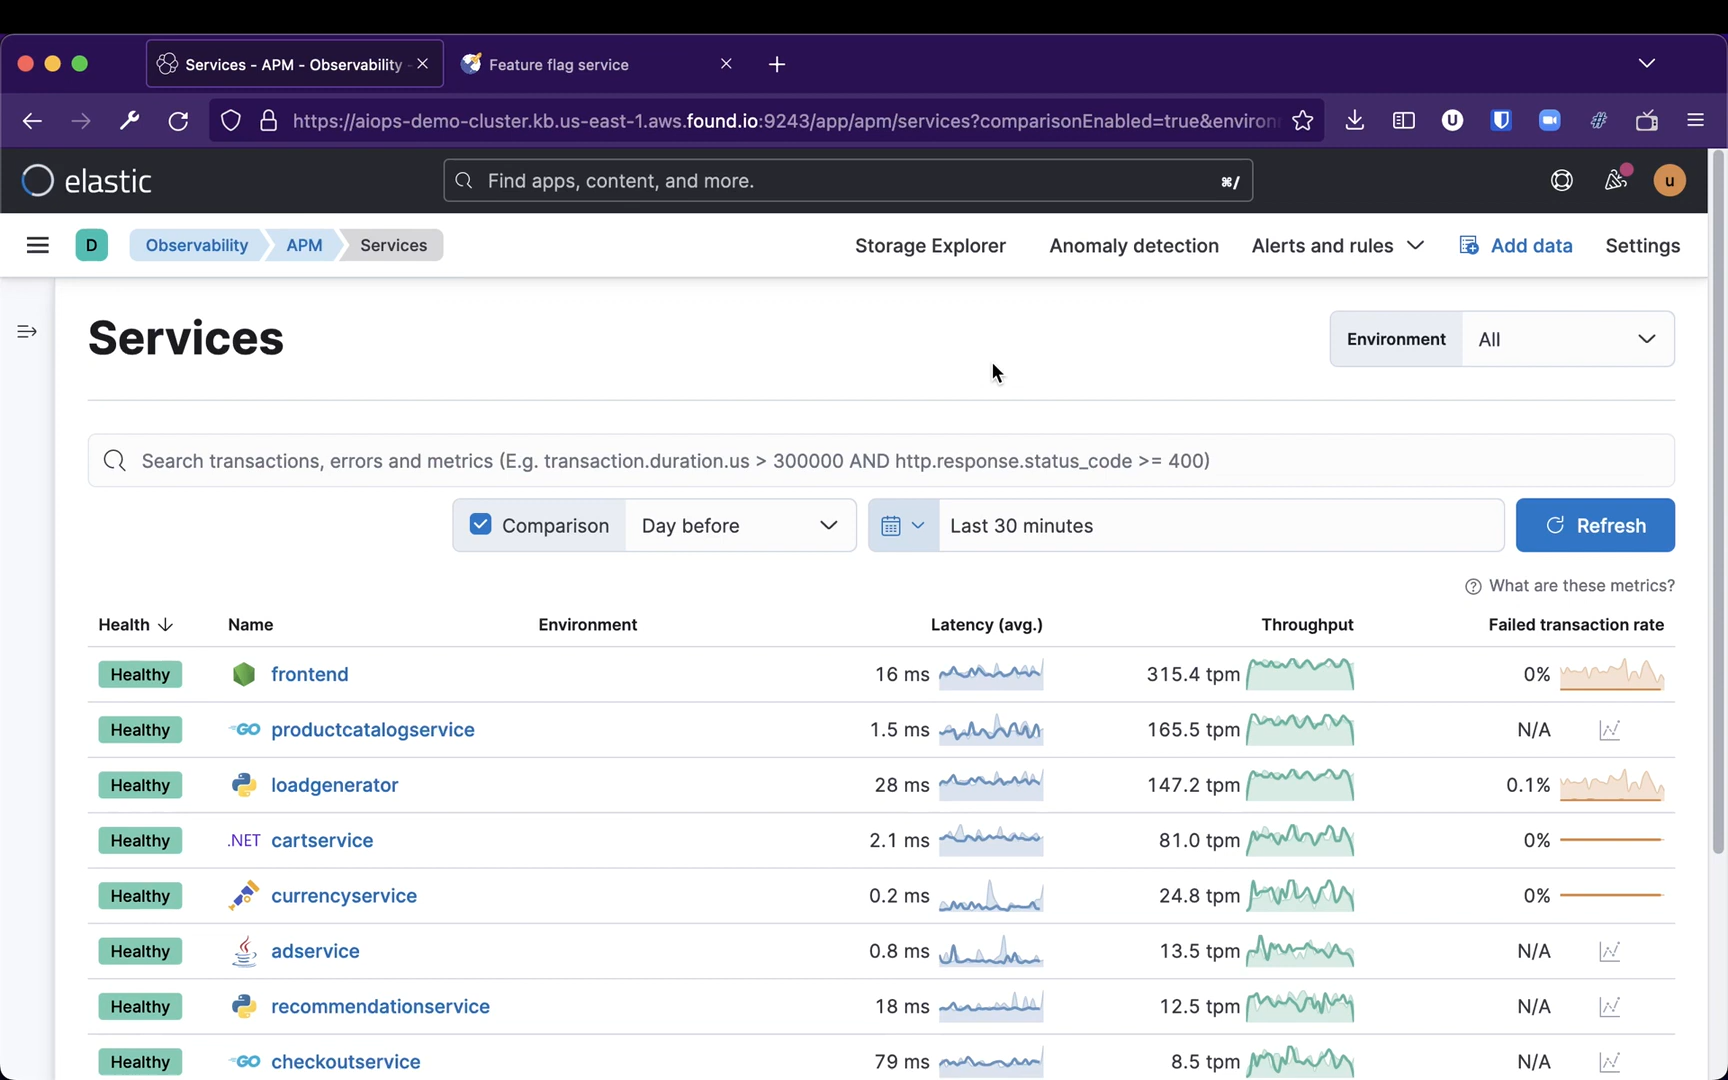 Services - APM - Observability
Feature flag service
https://aiops-demo-cluster.kb.us-east-1.aws.found.io:9243/app/apm/services?comparisonEnabled=true&environ
elastic
Find apps, content, and more.
⌘/
u
D
Observability
APM
Services
Storage Explorer
Anomaly detection
Alerts and rules
Add data
Settings
Services
Environment
All
Search transactions, errors and metrics (E.g. transaction.duration.us > 300000 AND http.response.status_code >= 400)
Comparison
Day before
Last 30 minutes
Refresh
What are these metrics?
Health Name Environment Latency (avg.) Throughput Failed transaction rate
Healthy frontend 16 ms 315.4 tpm 0%
Healthy GO productcatalogservice 1.5 ms 165.5 tpm N/A
Healthy loadgenerator 28 ms 147.2 tpm 0.1%
Healthy .NET cartservice 2.1 ms 81.0 tpm 0%
Healthy currencyservice 0.2 ms 24.8 tpm 0%
Healthy adservice 0.8 ms 13.5 tpm N/A
Healthy recommendationservice 18 ms 12.5 tpm N/A
Healthy GO checkoutservice 79 ms 8.5 tpm N/A